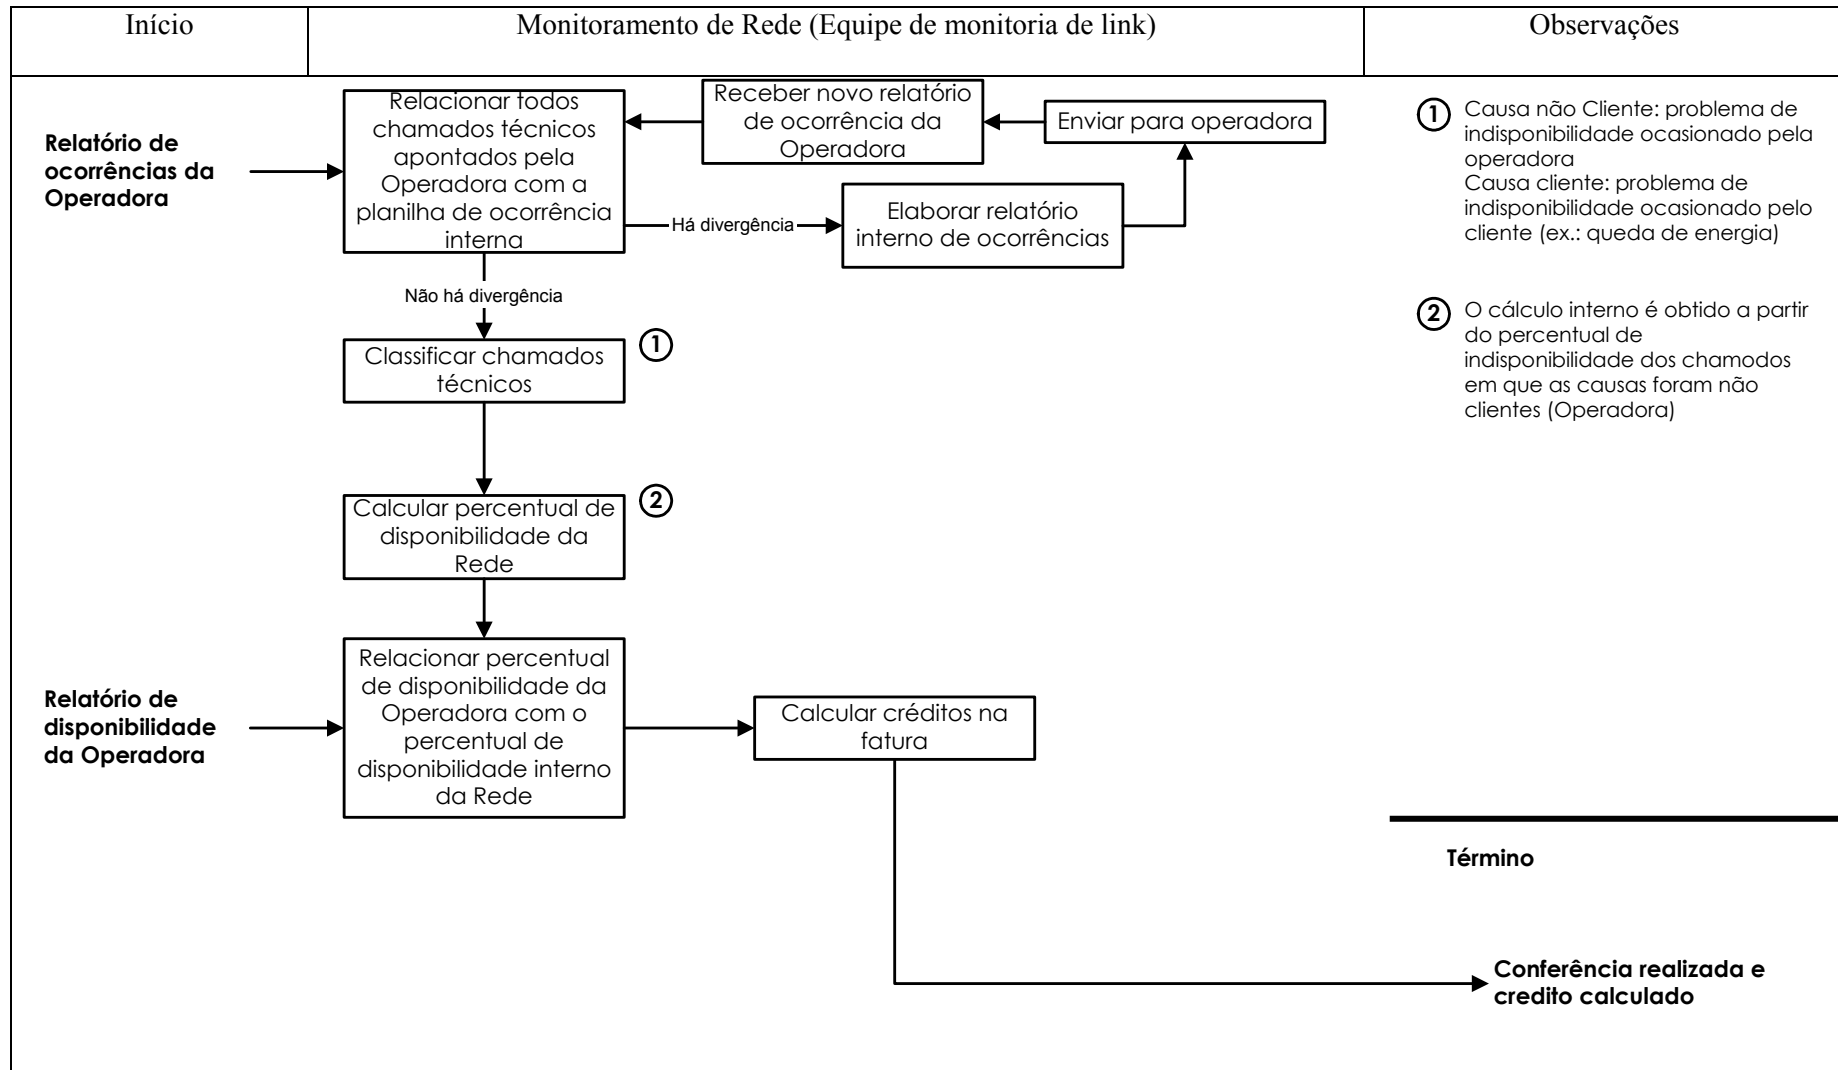 Início
Monitoramento de Rede (Equipe de monitoria de link)
Observações
Relatório de
ocorrências da
Operadora
Relacionar todos
chamados técnicos
apontados pela
Operadora com a
planilha de ocorrência
interna
Receber novo relatório
de ocorrência da
Operadora
Enviar para operadora
Há divergência
Elaborar relatório
interno de ocorrências
Não há divergência
Classificar chamados
técnicos
1
Calcular percentual de
disponibilidade da
Rede
2
Relatório de
disponibilidade
da Operadora
Relacionar percentual
de disponibilidade da
Operadora com o
percentual de
disponibilidade interno
da Rede
Calcular créditos na
fatura
1
Causa não Cliente: problema de
indisponibilidade ocasionado pela
operadora
Causa cliente: problema de
indisponibilidade ocasionado pelo
cliente (ex.: queda de energia)
2
O cálculo interno é obtido a partir
do percentual de
indisponibilidade dos chamodos
em que as causas foram não
clientes (Operadora)
Término
Conferência realizada e
credito calculado